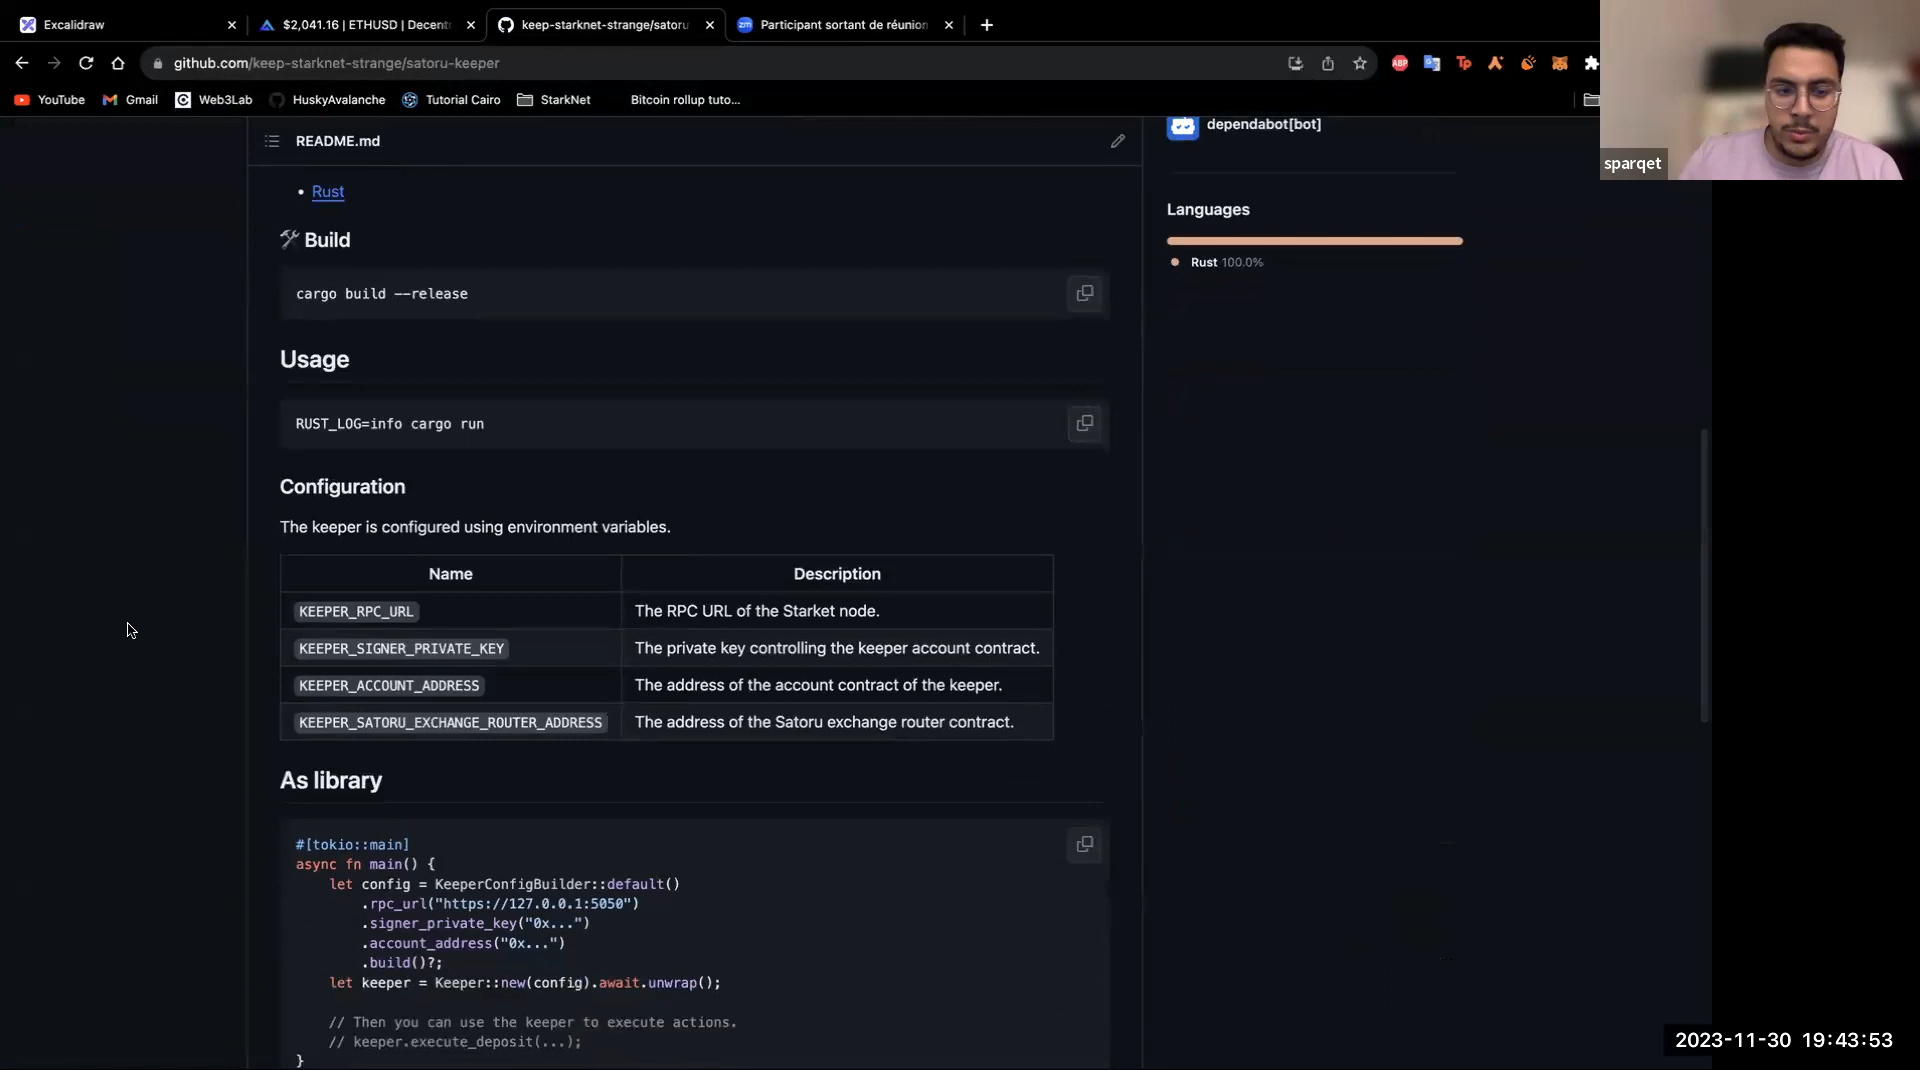 Excalidraw
$2,041.16 | ETHUSD | Decent
keep-starknet-strange/satoru
zm
Participant sortant de réunion
github.com/keep-starknet-strange/satoru-keeper
ABP
Tp
YouTube
Gmail
Web3Lab
HuskyAvalanche
Tutorial Cairo
StarkNet
Bitcoin rollup tuto...
sparqet
README.md
dependabot[bot]
Rust
Languages
Rust 100.0%
Build
cargo build --release
Usage
RUST_LOG=info cargo run
Configuration
The keeper is configured using environment variables.
Name Description
KEEPER_RPC_URL The RPC URL of the Starket node.
KEEPER_SIGNER_PRIVATE_KEY The private key controlling the keeper account contract.
KEEPER_ACCOUNT_ADDRESS The address of the account contract of the keeper.
KEEPER_SATORU_EXCHANGE_ROUTER_ADDRESS The address of the Satoru exchange router contract.
As library
#[tokio::main]
async fn main() {
let config = KeeperConfigBuilder::default()
.rpc_url("https://127.0.0.1:5050")
.signer_private_key("0x...")
.account_address("0x...")
.build()?;
let keeper = Keeper::new(config).await.unwrap();
// Then you can use the keeper to execute actions.
// keeper.execute_deposit(...);
}
2023-11-30 19:43:53